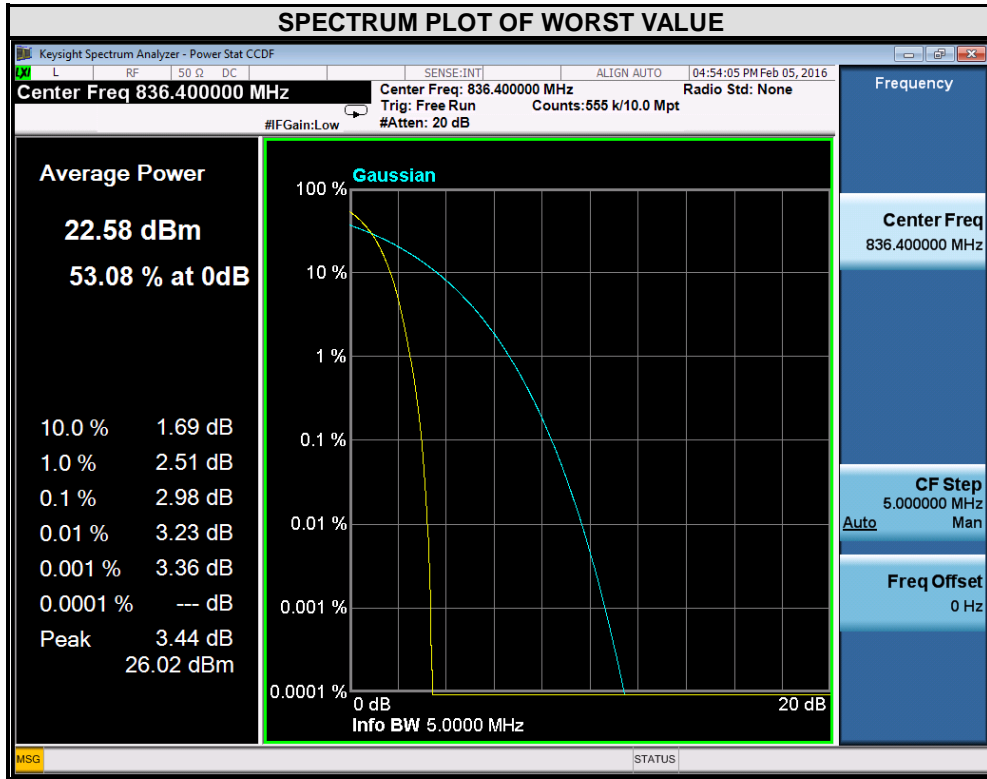 SPECTRUM PLOT OF WORST VALUE
Keysight Spectrum Analyzer - Power Stat CCDF
LXI L RF 50 Ω DC SENSE:INT ALIGN AUTO 04:54:05 PM Feb 05, 2016
Center Freq 836.400000 MHz
Center Freq: 836.400000 MHz Radio Std: None
Trig: Free Run Counts:555 k/10.0 Mpt
#IFGain:Low #Atten: 20 dB
Average Power
22.58 dBm
53.08 % at 0dB
10.0 % 1.69 dB
1.0 % 2.51 dB
0.1 % 2.98 dB
0.01 % 3.23 dB
0.001 % 3.36 dB
0.0001 % --- dB
Peak 3.44 dB
26.02 dBm
Gaussian
100 %
10 %
1 %
0.1 %
0.01 %
0.001 %
0.0001 %
0 dB 20 dB
Info BW 5.0000 MHz
Frequency
Center Freq
836.400000 MHz
CF Step
5.000000 MHz
Auto Man
Freq Offset
0 Hz
MSG STATUS